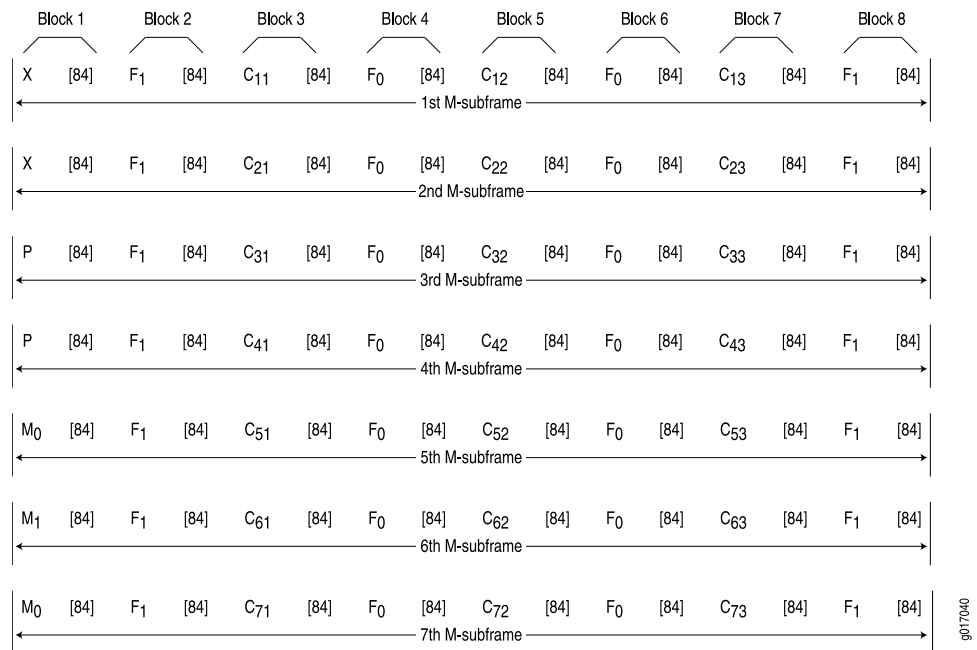 Block 1 Block 2 Block 3 Block 4 Block 5 Block 6 Block 7 Block 8
X [84] F1 [84] C11 [84] F0 [84] C12 [84] F0 [84] C13 [84] F1 [84]
1st M-subframe
X [84] F1 [84] C21 [84] F0 [84] C22 [84] F0 [84] C23 [84] F1 [84]
2nd M-subframe
P [84] F1 [84] C31 [84] F0 [84] C32 [84] F0 [84] C33 [84] F1 [84]
3rd M-subframe
P [84] F1 [84] C41 [84] F0 [84] C42 [84] F0 [84] C43 [84] F1 [84]
4th M-subframe
M0 [84] F1 [84] C51 [84] F0 [84] C52 [84] F0 [84] C53 [84] F1 [84]
5th M-subframe
M1 [84] F1 [84] C61 [84] F0 [84] C62 [84] F0 [84] C63 [84] F1 [84]
6th M-subframe
M0 [84] F1 [84] C71 [84] F0 [84] C72 [84] F0 [84] C73 [84] F1 [84]
7th M-subframe
g017040